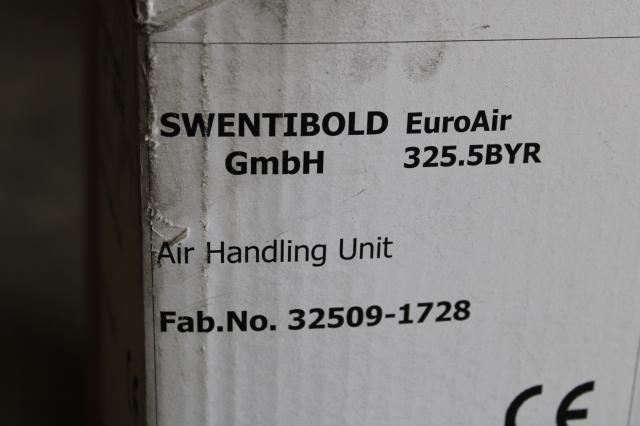 SWENTIBOLD EuroAir
GmbH 325.5BYR
Air Handling Unit
Fab.No. 32509-1728
CE